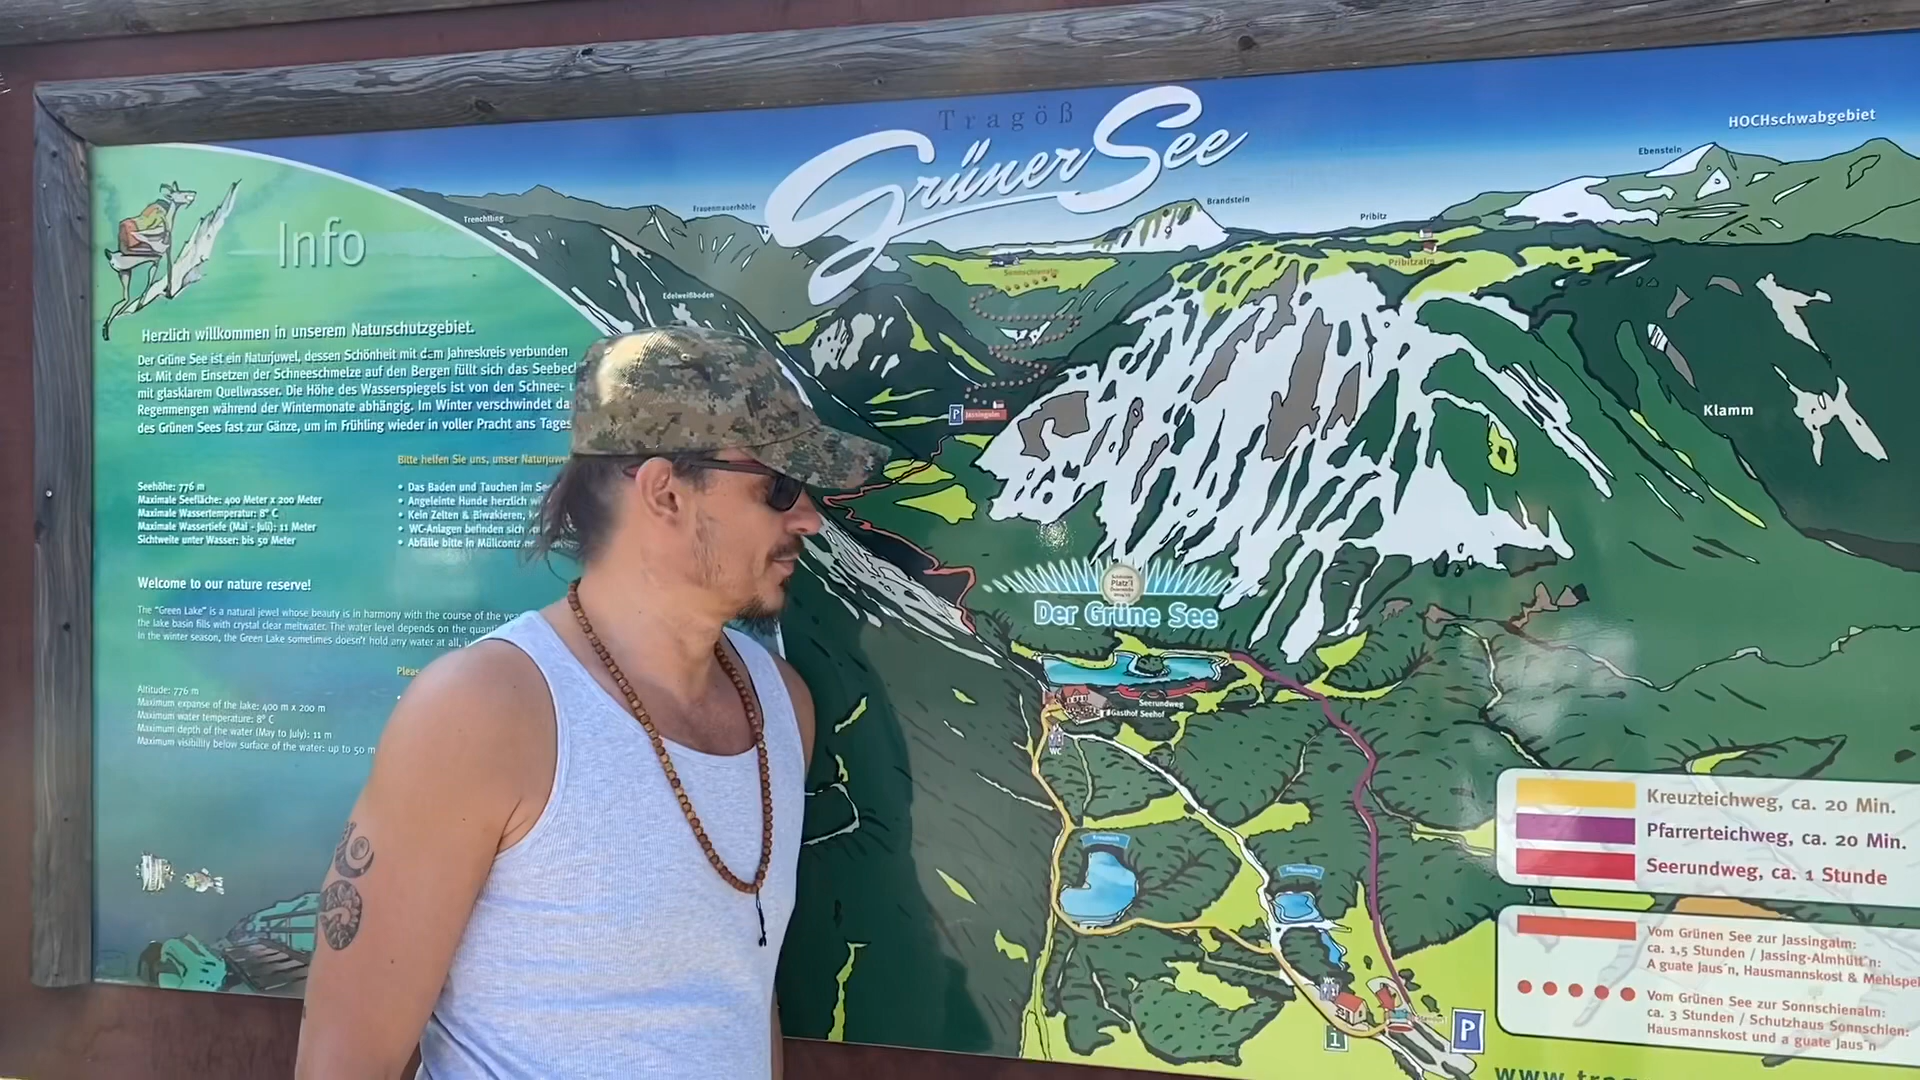 Tragöß
Grüner See
HOCHschwabgebiet
Ebenstein
Brandstein
Pribitz
Frauenmauerhöhle
Trenchtling
Edelweißboden
Sonnschienalm
Pribitzalm
P
Jassingalm
Klamm
Info
Herzlich willkommen in unserem Naturschutzgebiet.
Der Grüne See ist ein Naturjuwel, dessen Schönheit mit dem Jahreskreis verbunden
ist. Mit dem Einsetzen der Schneeschmelze auf den Bergen füllt sich das
mit glasklarem Quellwasser. Die Höhe des Wasserspiegels ist von den Schnee-
Regenmengen während der Wintermonate abhängig. Im Winter verschwindet
des Grünen Sees fast zur Gänze, um im Frühling wieder in voller Pracht ans
Bitte helfen Sie uns, unser
• Das Baden und Tauchen im
• Angeleinte Hunde herzlich
• Kein Zelten & Biwakieren,
• WC-Anlagen befinden sich
• Abfälle bitte in
Seehöhe: 776 m
Maximale Seefläche: 400 Meter x 200 Meter
Maximale Wassertemperatur: 8° C
Maximale Wassertiefe (Mai - Juli): 11 Meter
Sichtweite unter Wasser: bis 50 Meter
Welcome to our nature reserve!
The "Green Lake" is a natural jewel whose beauty is in harmony with the course of the
the lake basin fills with crystal clear meltwater. The water level depends on the
In the winter season, the Green Lake sometimes doesn't hold any water at all,
Altitude: 776 m
Maximum expanse of the lake: 400 m x 200 m
Maximum water temperature: 8° C
Maximum depth of the water (May to July): 11 m
Maximum visibility below surface of the water: up to 50 m
Platz'l
Der Grüne See
Seerundweg
Gasthof Seehof
WC
Kreuzteich
Pfarrerteich
WC
1
P
Kreuzteichweg, ca. 20 Min.
Pfarrerteichweg, ca. 20 Min.
Seerundweg, ca. 1 Stunde
Vom Grünen See zur Jassingalm:
ca. 1,5 Stunden / Jassing-Almhütt'n:
A guate Jaus'n, Hausmannskost &
Vom Grünen See zur Sonnschienalm:
ca. 3 Stunden / Schutzhaus Sonnschien:
Hausmannskost und a guate Jaus'n